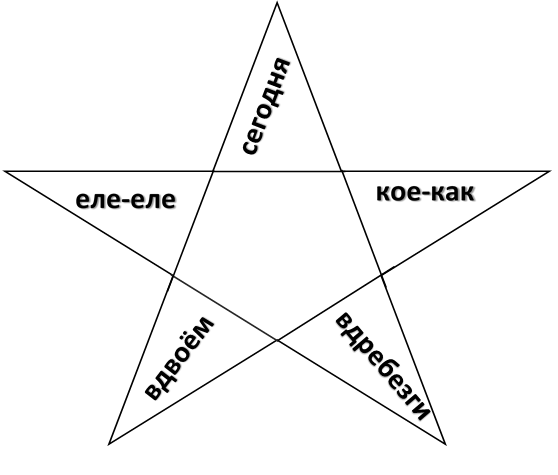 сегодня
еле-еле
кое-как
вдвоём
вдребезги